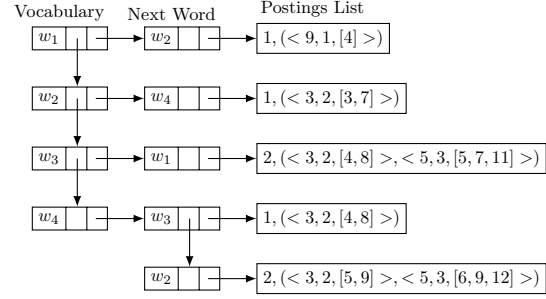 Vocabulary Next Word Postings List
w₁ w₂ 1, (< 9, 1, [4] >)
w₂ w₄ 1, (< 3, 2, [3, 7] >)
w₃ w₁ 2, (< 3, 2, [4, 8] >, < 5, 3, [5, 7, 11] >)
w₄ w₃ 1, (< 3, 2, [4, 8] >)
w₂ 2, (< 3, 2, [5, 9] >, < 5, 3, [6, 9, 12] >)